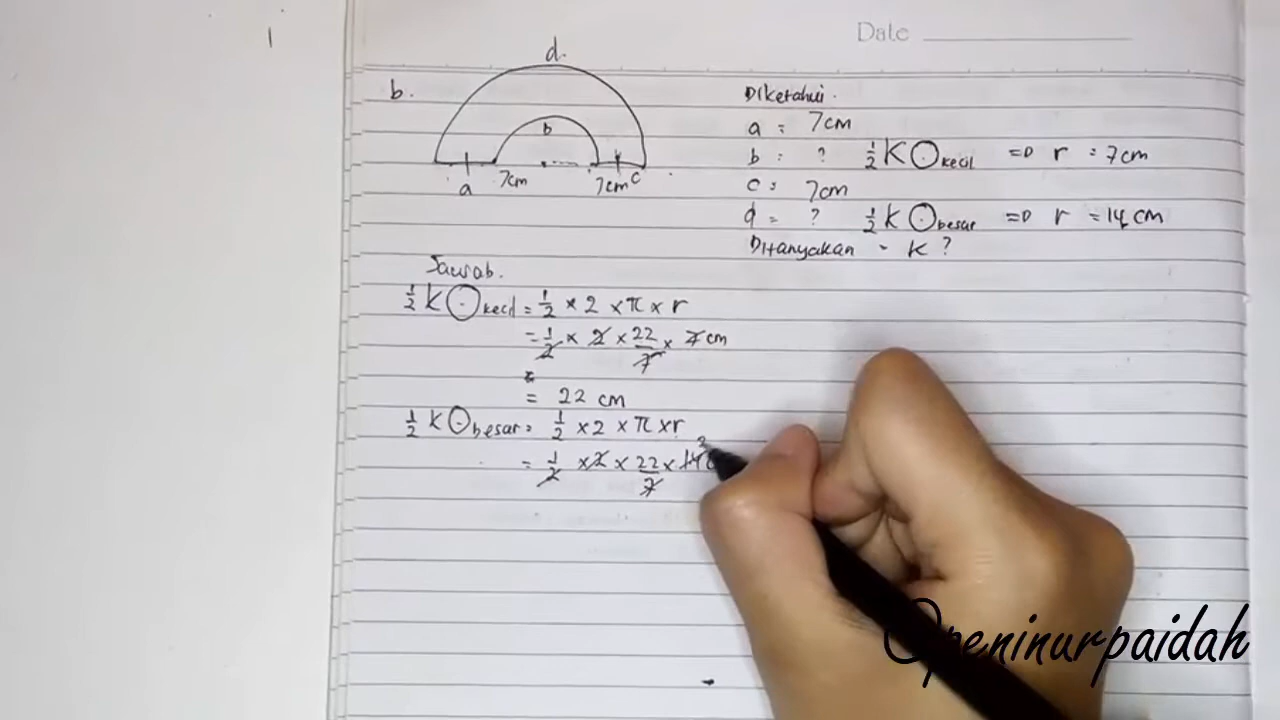 Date
b.
d.
b
a 7cm 7cm c
Diketahui.
a = 7cm
b = ? ½ K kecil => r = 7cm
c = 7cm
d = ? ½ K besar => r = 14 cm
Ditanyakan = K ?
Jawab.
½ K kecil = ½ × 2 × π × r
= ½ × 2 × 22/7 × 7 cm
= 22 cm
½ K besar = ½ × 2 × π × r
= ½ × 2 × 22/7 × 14 2
Openinurpaidah